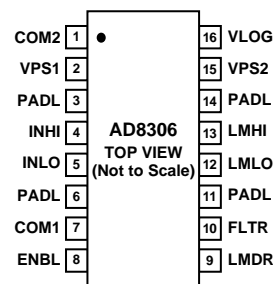 COM2 1 16 VLOG
VPS1 2 15 VPS2
PADL 3 14 PADL
INHI 4 AD8306 13 LMHI
INLO 5 TOP VIEW 12 LMLO
(Not to Scale)
PADL 6 11 PADL
COM1 7 10 FLTR
ENBL 8 9 LMDR